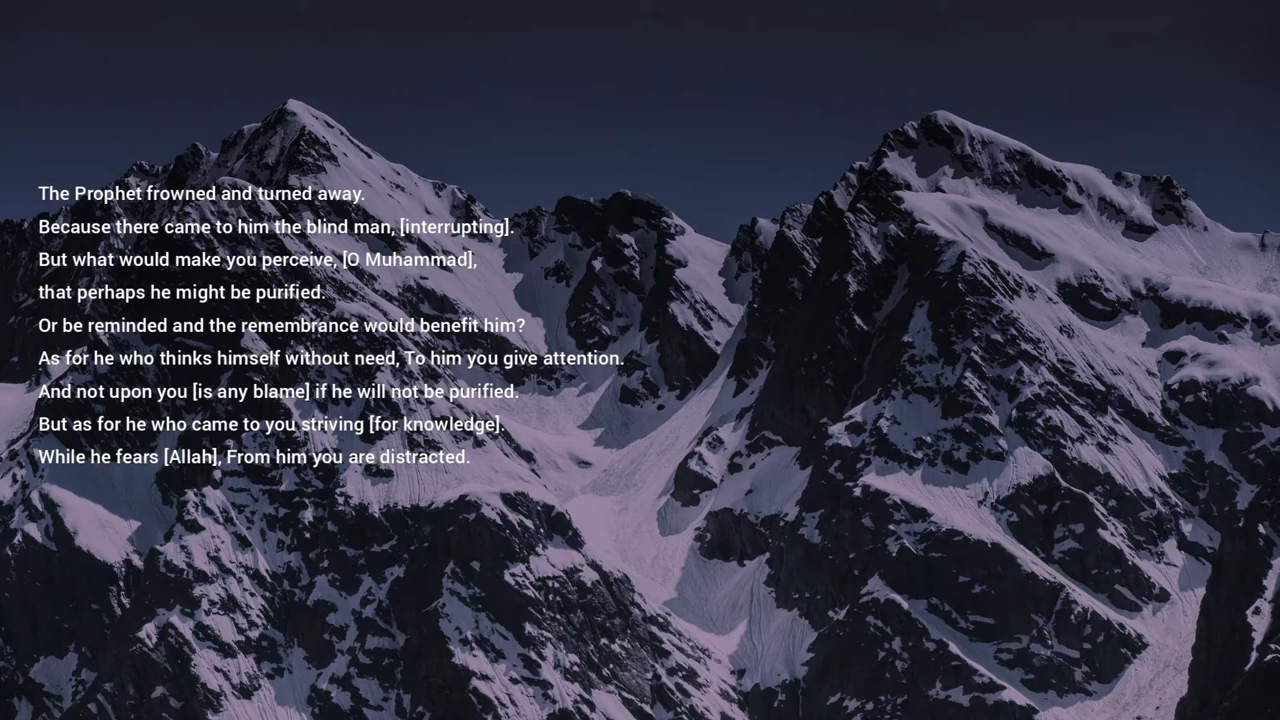 The Prophet frowned and turned away.
Because there came to him the blind man, [interrupting].
But what would make you perceive, [O Muhammad],
that perhaps he might be purified.
Or be reminded and the remembrance would benefit him?
As for he who thinks himself without need, To him you give attention.
And not upon you [is any blame] if he will not be purified.
But as for he who came to you striving [for knowledge].
While he fears [Allah], From him you are distracted.